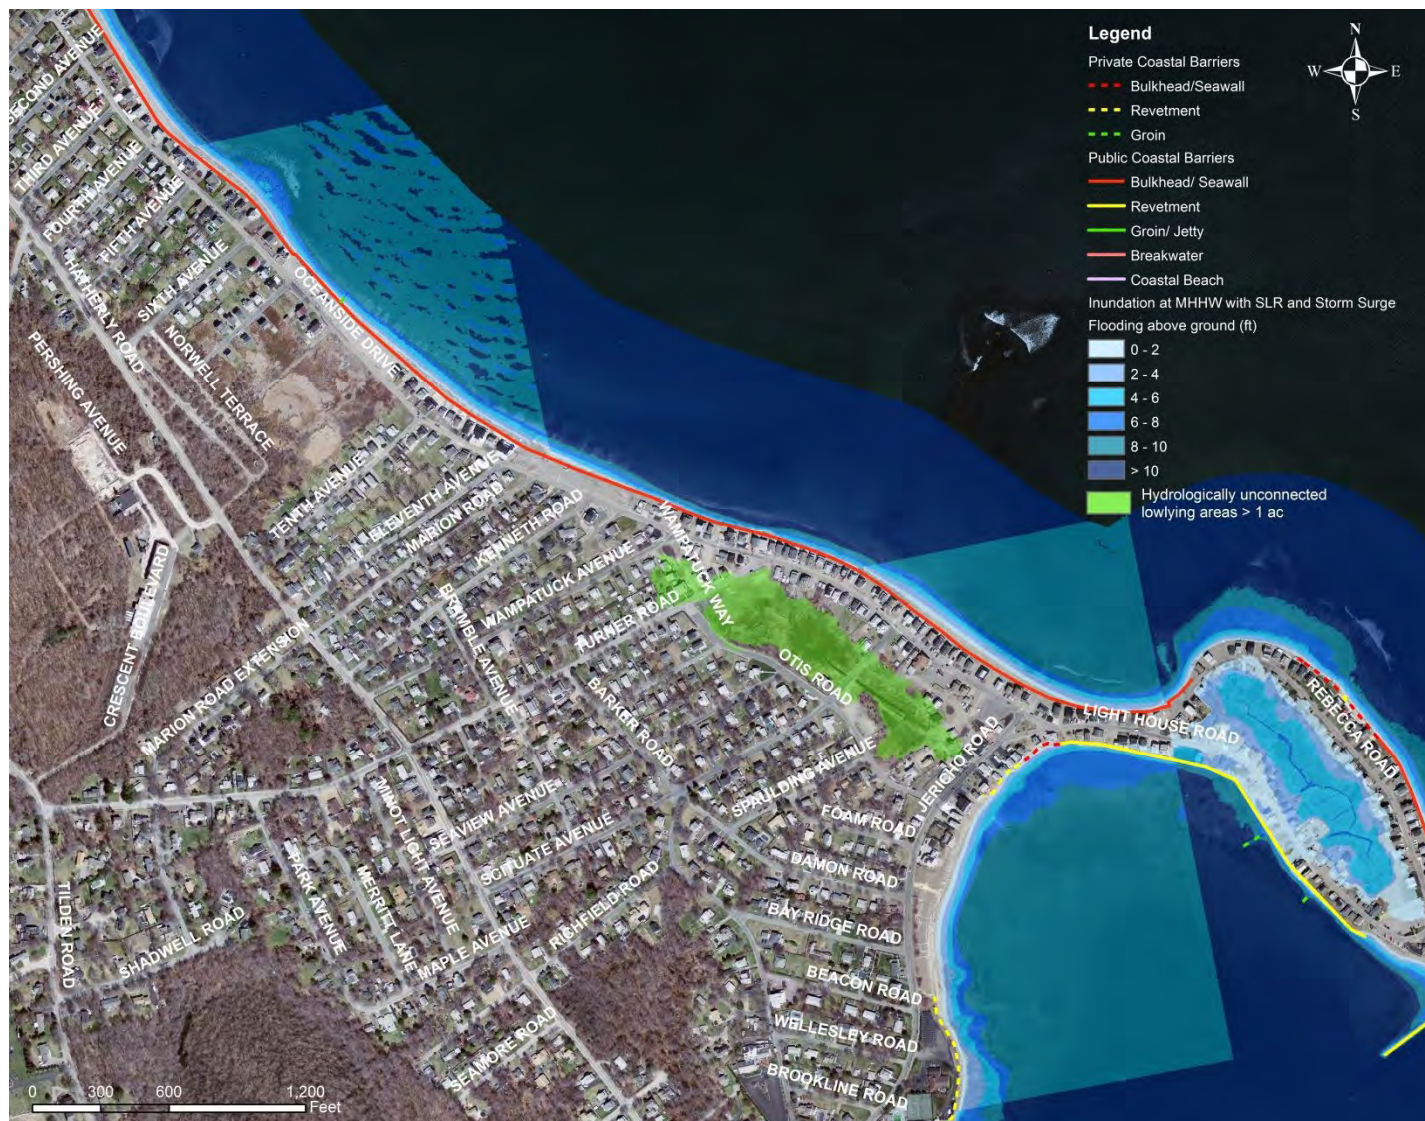 Legend
Private Coastal Barriers
Bulkhead/Seawall
Revetment
Groin
Public Coastal Barriers
Bulkhead/ Seawall
Revetment
Groin/ Jetty
Breakwater
Coastal Beach
Inundation at MHHW with SLR and Storm Surge
Flooding above ground (ft)
0 - 2
2 - 4
4 - 6
6 - 8
8 - 10
> 10
Hydrologically unconnected
lowlying areas > 1 ac
N
W
E
S
SECOND AVENUE
THIRD AVENUE
FOURTH AVENUE
FIFTH AVENUE
SIXTH AVENUE
HATHERLY ROAD
NORWELL TERRACE
PERSHING AVENUE
OCEANSIDE DRIVE
TENTH AVENUE
ELEVENTH AVENUE
MARION ROAD
KENNETH ROAD
WAMPATUCK AVENUE
WAMPATUCK WAY
TURNER ROAD
BRAMBLE AVENUE
CRESCENT BOULEVARD
MARION ROAD EXTENSION
BARKER ROAD
OTIS ROAD
LIGHT HOUSE ROAD
REBECCA ROAD
JERICHO ROAD
SPAULDING AVENUE
FOAM ROAD
DAMON ROAD
BAY RIDGE ROAD
BEACON ROAD
WELLESLEY ROAD
BROOKLINE ROAD
MINOT LIGHT AVENUE
SEAVIEW AVENUE
SCITUATE AVENUE
RICHFIELD ROAD
MAPLE AVENUE
MERRITT LANE
PARK AVENUE
SHADWELL ROAD
TILDEN ROAD
SEAMORE ROAD
0 300 600 1,200
Feet